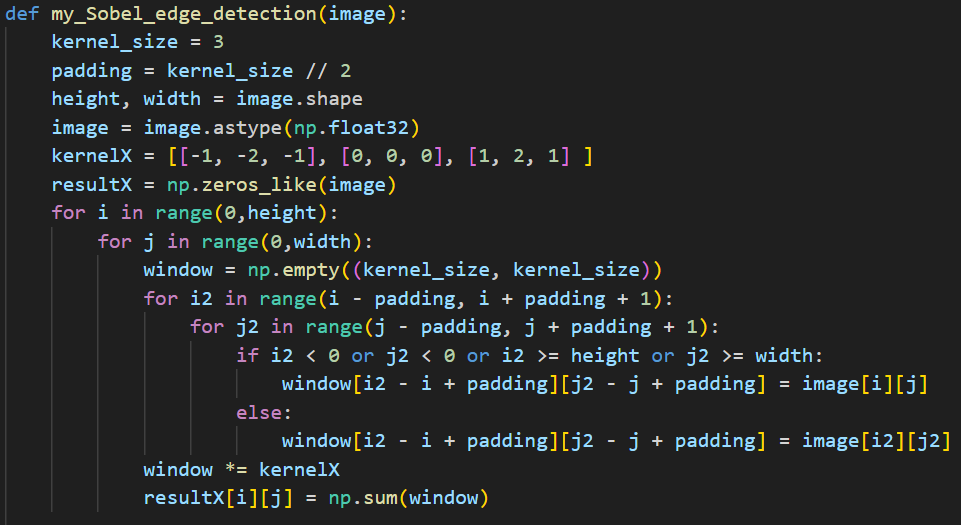 def my_Sobel_edge_detection(image):
    kernel_size = 3
    padding = kernel_size // 2
    height, width = image.shape
    image = image.astype(np.float32)
    kernelX = [[-1, -2, -1], [0, 0, 0], [1, 2, 1] ]
    resultX = np.zeros_like(image)
    for i in range(0,height):
        for j in range(0,width):
            window = np.empty((kernel_size, kernel_size))
            for i2 in range(i - padding, i + padding + 1):
                for j2 in range(j - padding, j + padding + 1):
                    if i2 < 0 or j2 < 0 or i2 >= height or j2 >= width:
                        window[i2 - i + padding][j2 - j + padding] = image[i][j]
                    else:
                        window[i2 - i + padding][j2 - j + padding] = image[i2][j2]
            window *= kernelX
            resultX[i][j] = np.sum(window)